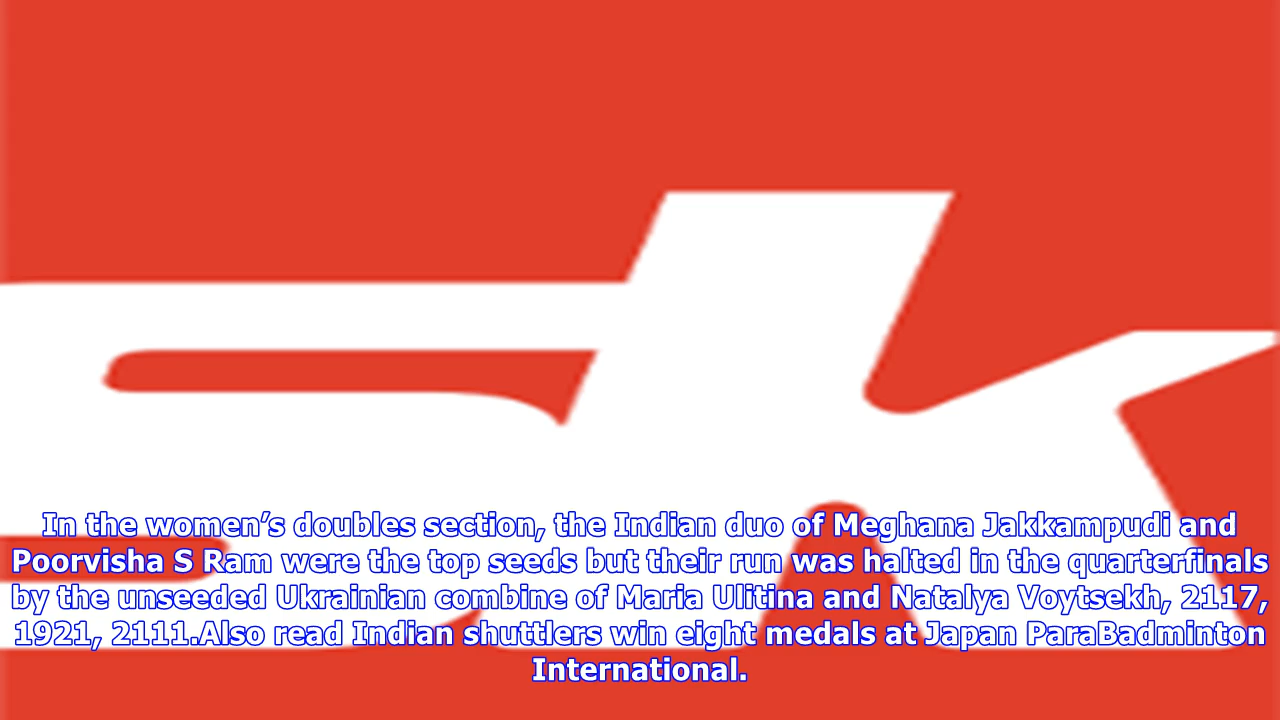 In the women’s doubles section, the Indian duo of Meghana Jakkampudi and
Poorvisha S Ram were the top seeds but their run was halted in the quarterfinals
by the unseeded Ukrainian combine of Maria Ulitina and Natalya Voytsekh, 2117,
1921, 2111.Also read Indian shuttlers win eight medals at Japan ParaBadminton
International.